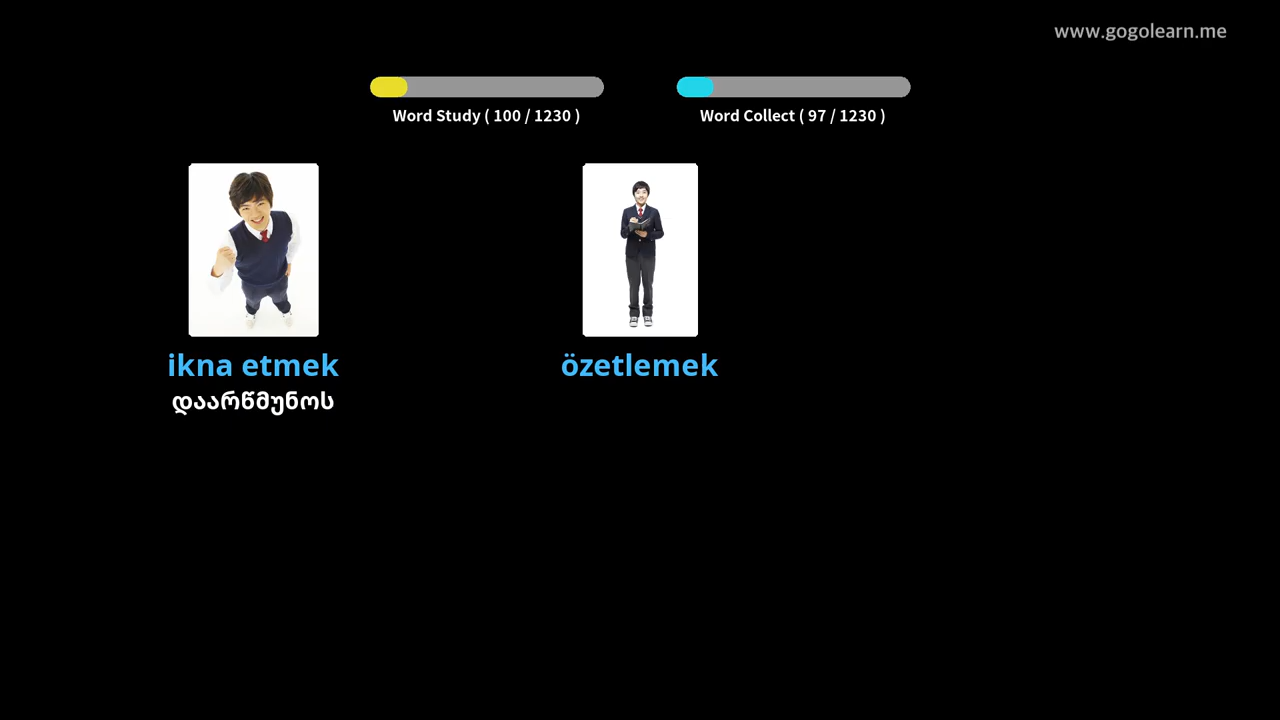 www.gogolearn.me
Word Study ( 100 / 1230 )
Word Collect ( 97 / 1230 )
ikna etmek
დაარწმუნოს
özetlemek